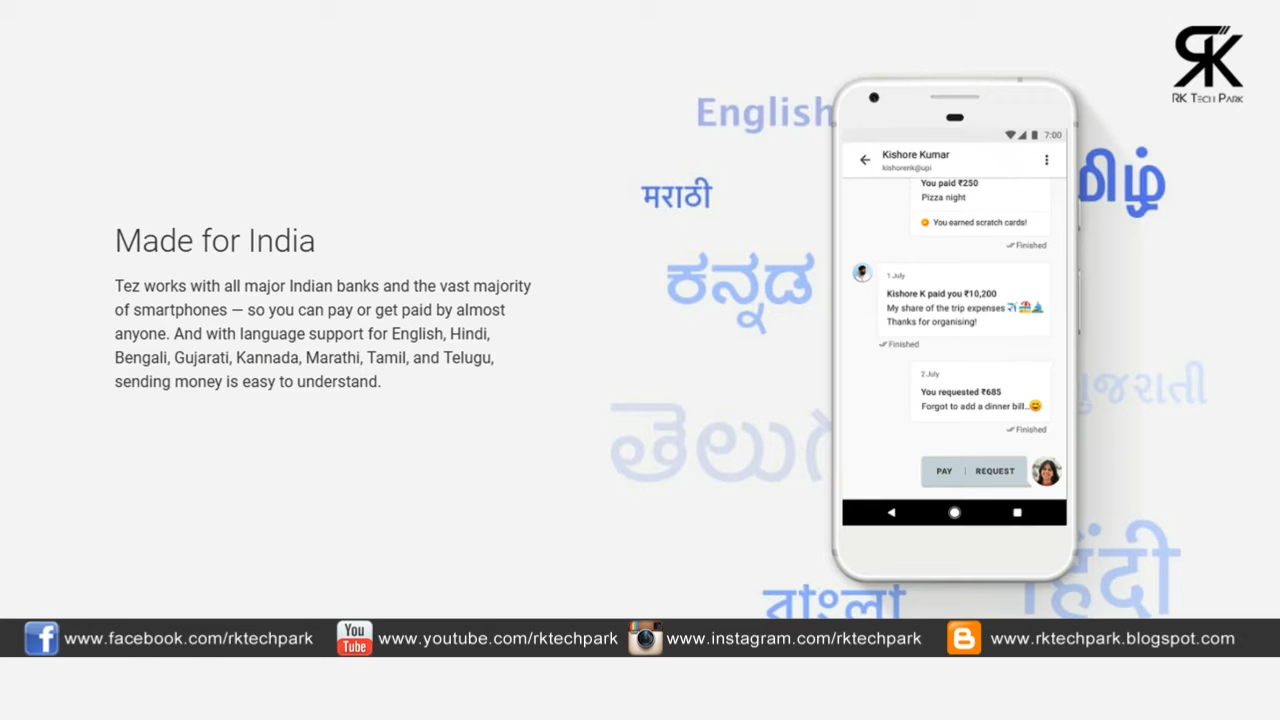 RK TECH PARK
English
मराठी
ಕನ್ನಡ
బాంలా
Made for India
Tez works with all major Indian banks and the vast majority
of smartphones — so you can pay or get paid by almost
anyone. And with language support for English, Hindi,
Bengali, Gujarati, Kannada, Marathi, Tamil, and Telugu,
sending money is easy to understand.
7:00
Kishore Kumar
kishorenk@upi
You paid ₹250
Pizza night
You earned scratch cards!
Finished
1 July
Kishore K paid you ₹10,200
My share of the trip expenses ✈️🏖️⛵
Thanks for organising!
Finished
2 July
You requested ₹685
Forgot to add a dinner bill..😊
Finished
PAY | REQUEST
हिंदी
বাংলা
www.facebook.com/rktechpark
You
Tube
www.youtube.com/rktechpark
www.instagram.com/rktechpark
www.rktechpark.blogspot.com